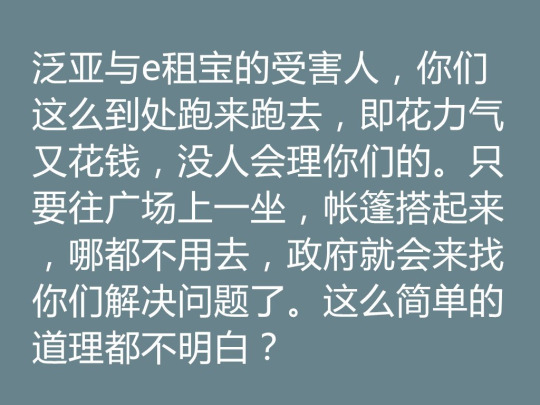 泛亚与e租宝的受害人，你们
这么到处跑来跑去，即花力气
又花钱，没人会理你们的。只
要往广场上一坐，帐篷搭起来
，哪都不用去，政府就会来找
你们解决问题了。这么简单的
道理都不明白？